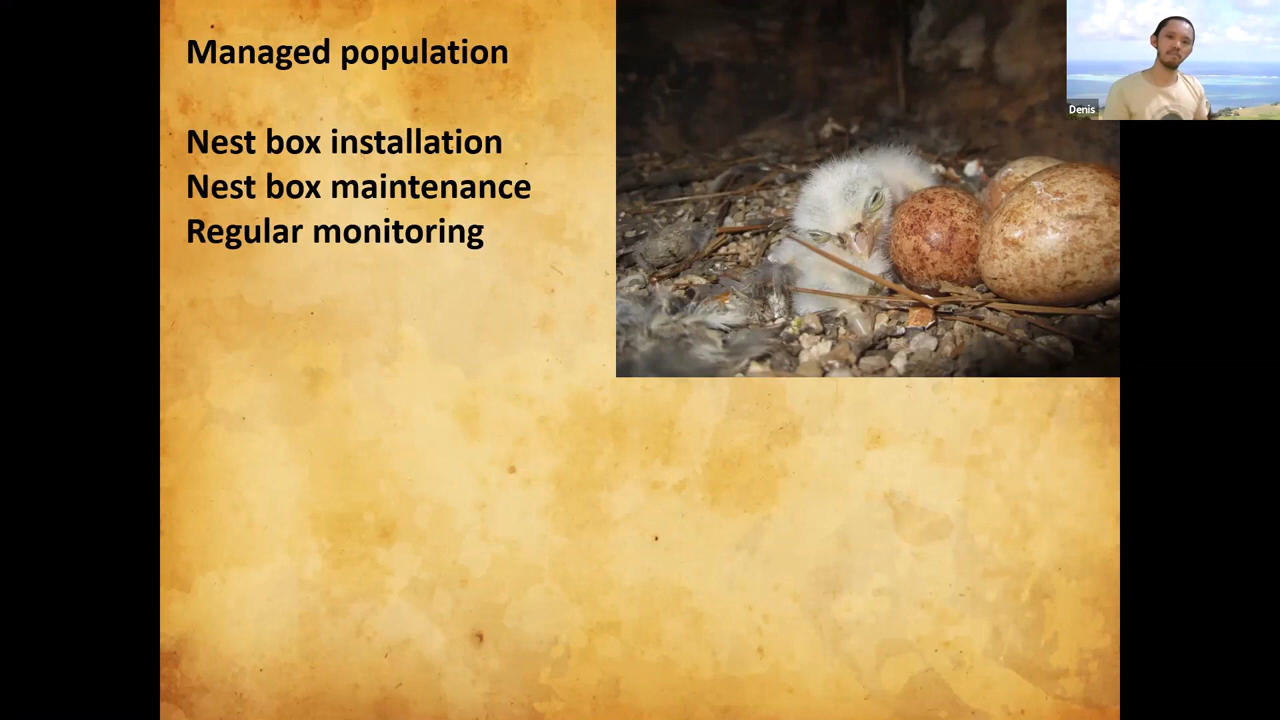 Managed population
Nest box installation
Nest box maintenance
Regular monitoring
Denis